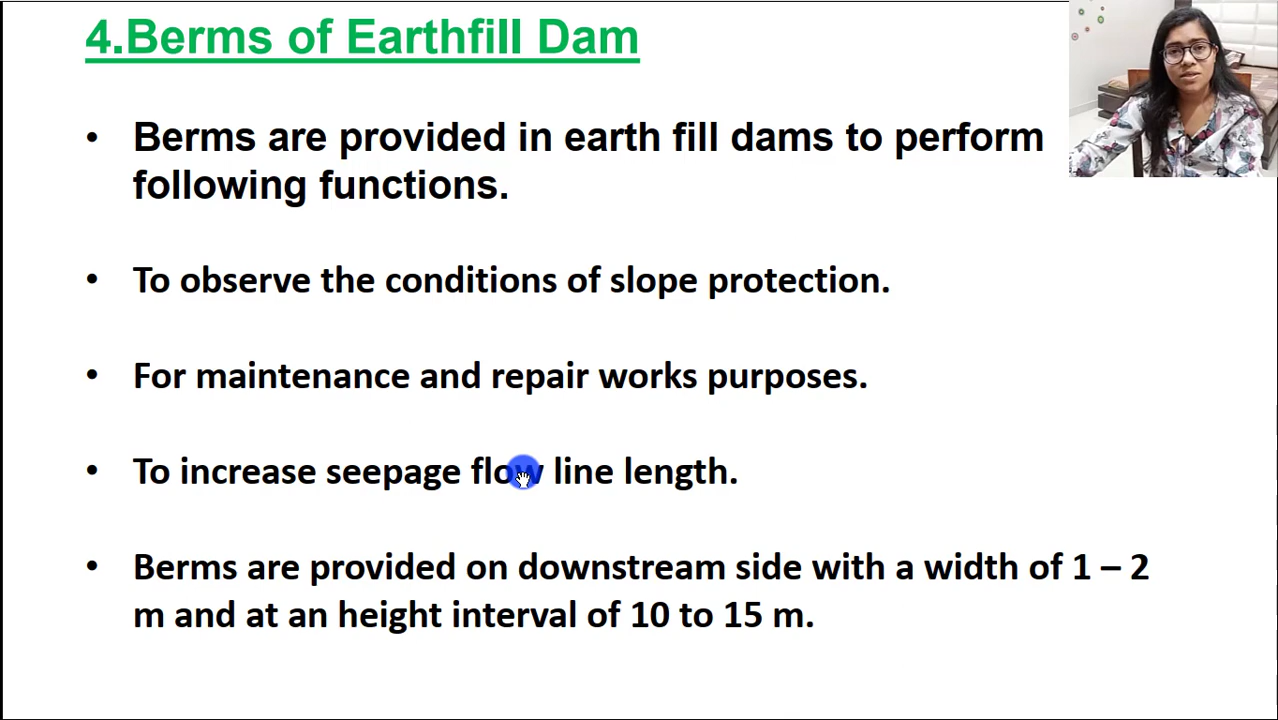 4.Berms of Earthfill Dam
• Berms are provided in earth fill dams to perform
following functions.
• To observe the conditions of slope protection.
• For maintenance and repair works purposes.
• To increase seepage flow line length.
• Berms are provided on downstream side with a width of 1 – 2
m and at an height interval of 10 to 15 m.